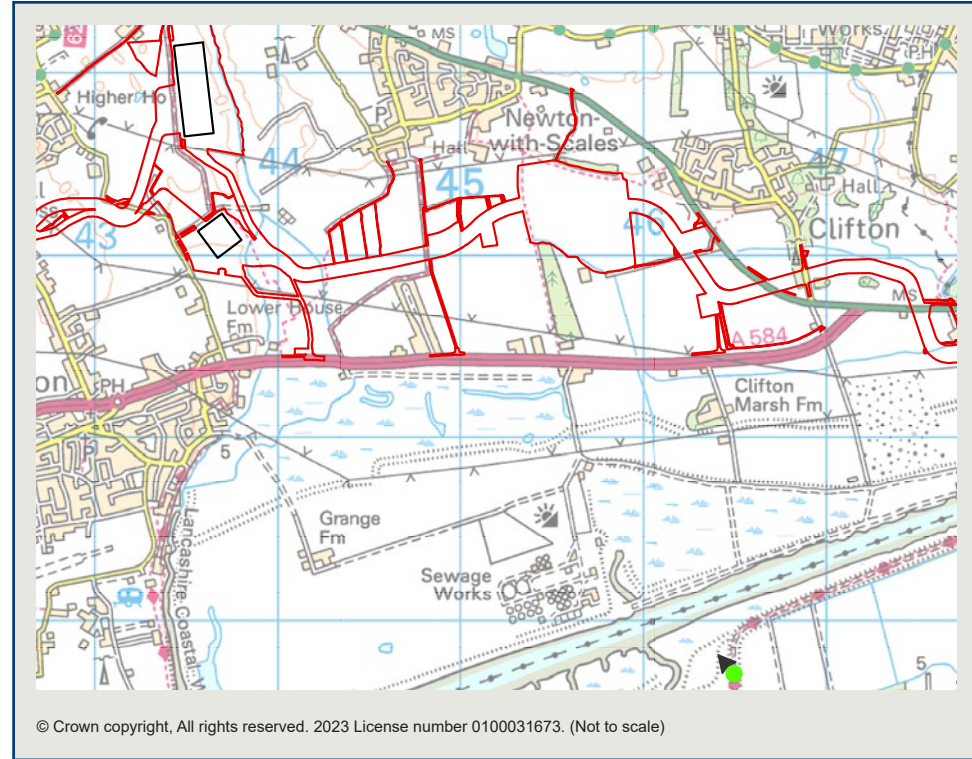 62
MS
Works
PH
Higher Ho
Newton-
with-Scales
Hall
P
44
45
47
Hall
43
46
Clifton
Lower House
Fm
MS
A 584
on
PH
Clifton
Marsh Fm
5
P
Grange
Fm
Lancashire Coastal W
Sewage
Works
5
© Crown copyright, All rights reserved. 2023 License number 0100031673. (Not to scale)